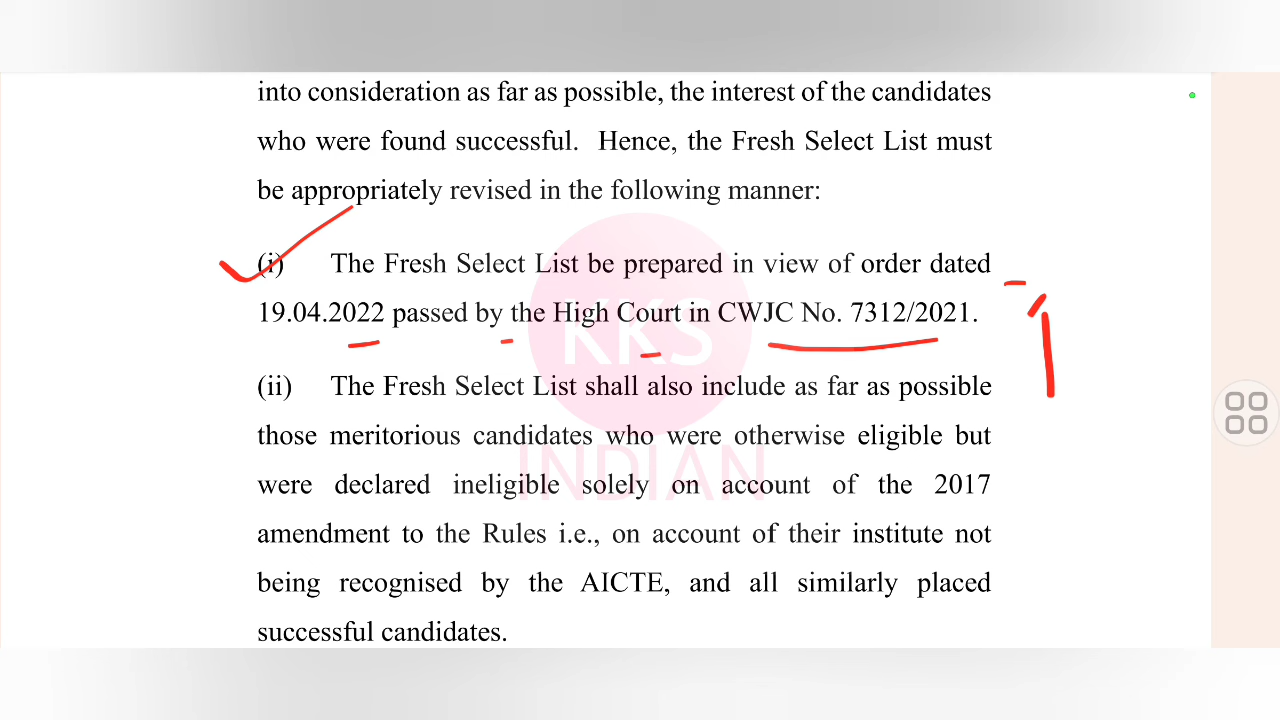 into consideration as far as possible, the interest of the candidates
who were found successful. Hence, the Fresh Select List must
be appropriately revised in the following manner:
(i) The Fresh Select List be prepared in view of order dated
19.04.2022 passed by the High Court in CWJC No. 7312/2021.
(ii) The Fresh Select List shall also include as far as possible
those meritorious candidates who were otherwise eligible but
were declared ineligible solely on account of the 2017
amendment to the Rules i.e., on account of their institute not
being recognised by the AICTE, and all similarly placed
successful candidates.
KKS
INDIAN